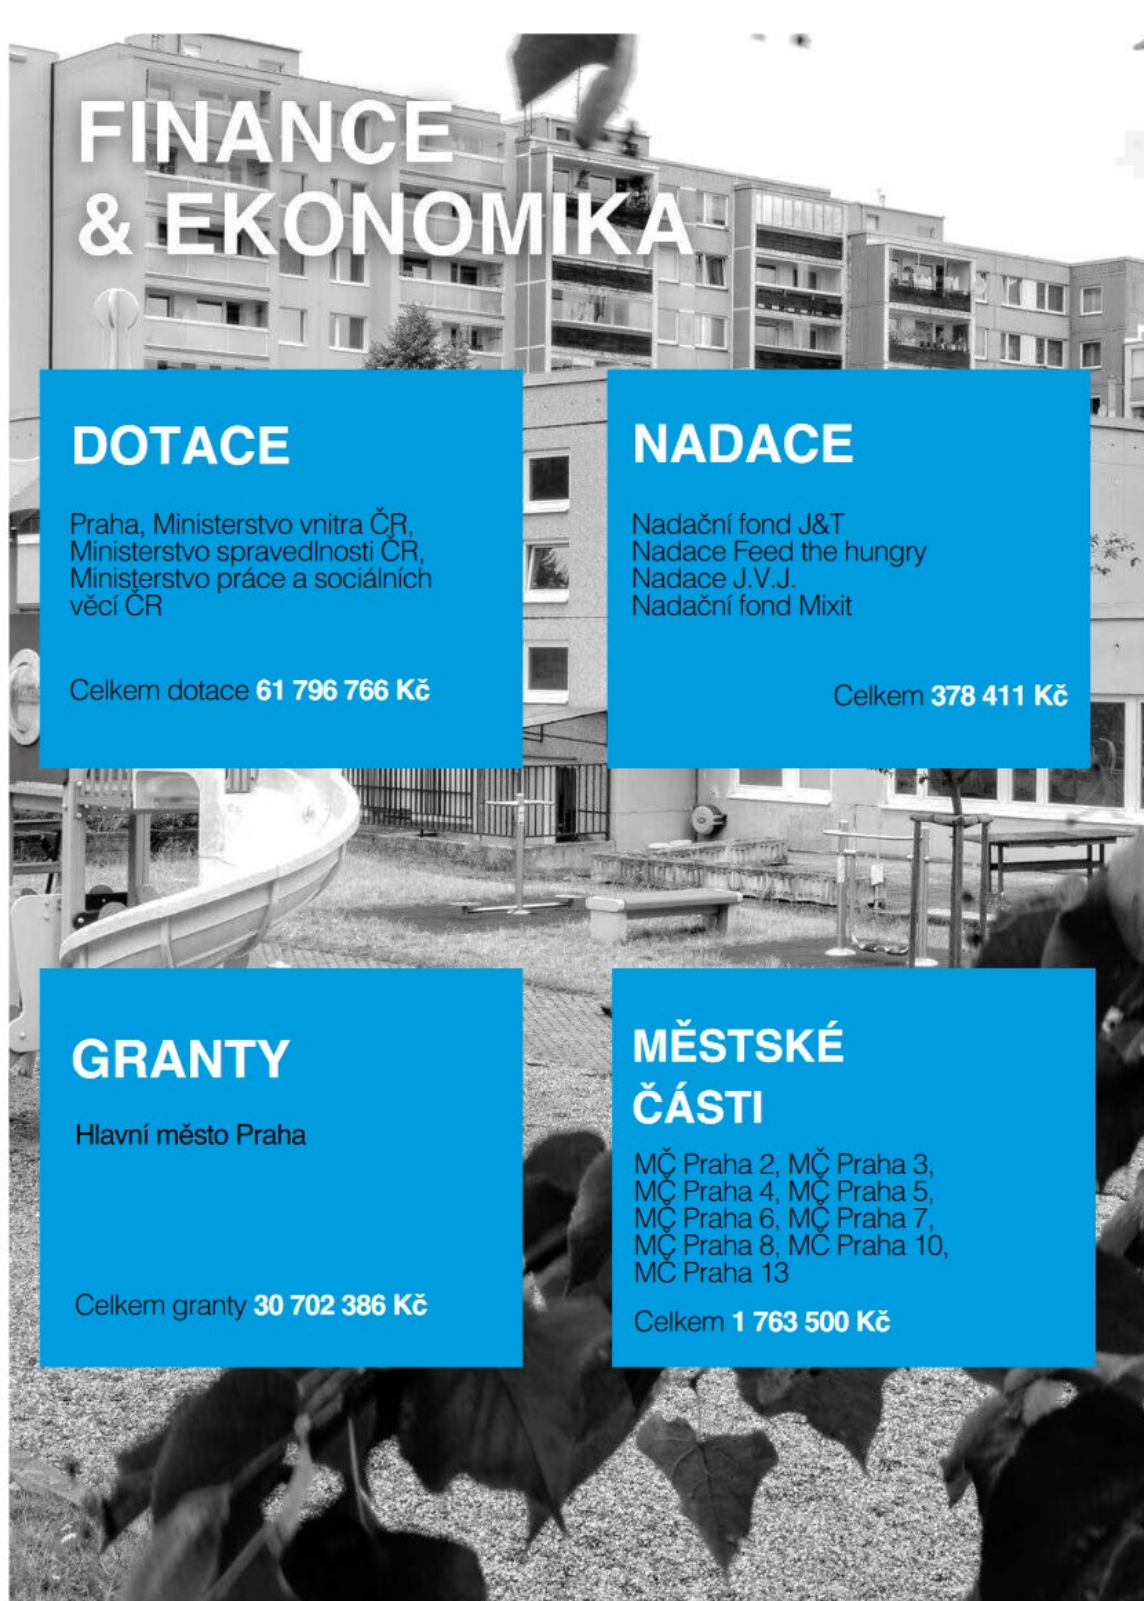 FINANCE
& EKONOMIKA
DOTACE
Praha, Ministerstvo vnitra ČR,
Ministerstvo spravedlnosti ČR,
Ministerstvo práce a sociálních
věcí ČR
Celkem dotace 61 796 766 Kč
NADACE
Nadační fond J&T
Nadace Feed the hungry
Nadace J.V.J.
Nadační fond Mixit
Celkem 378 411 Kč
GRANTY
Hlavní město Praha
Celkem granty 30 702 386 Kč
MĚSTSKÉ
ČÁSTI
MČ Praha 2, MČ Praha 3,
MČ Praha 4, MČ Praha 5,
MČ Praha 6, MČ Praha 7,
MČ Praha 8, MČ Praha 10,
MČ Praha 13
Celkem 1 763 500 Kč